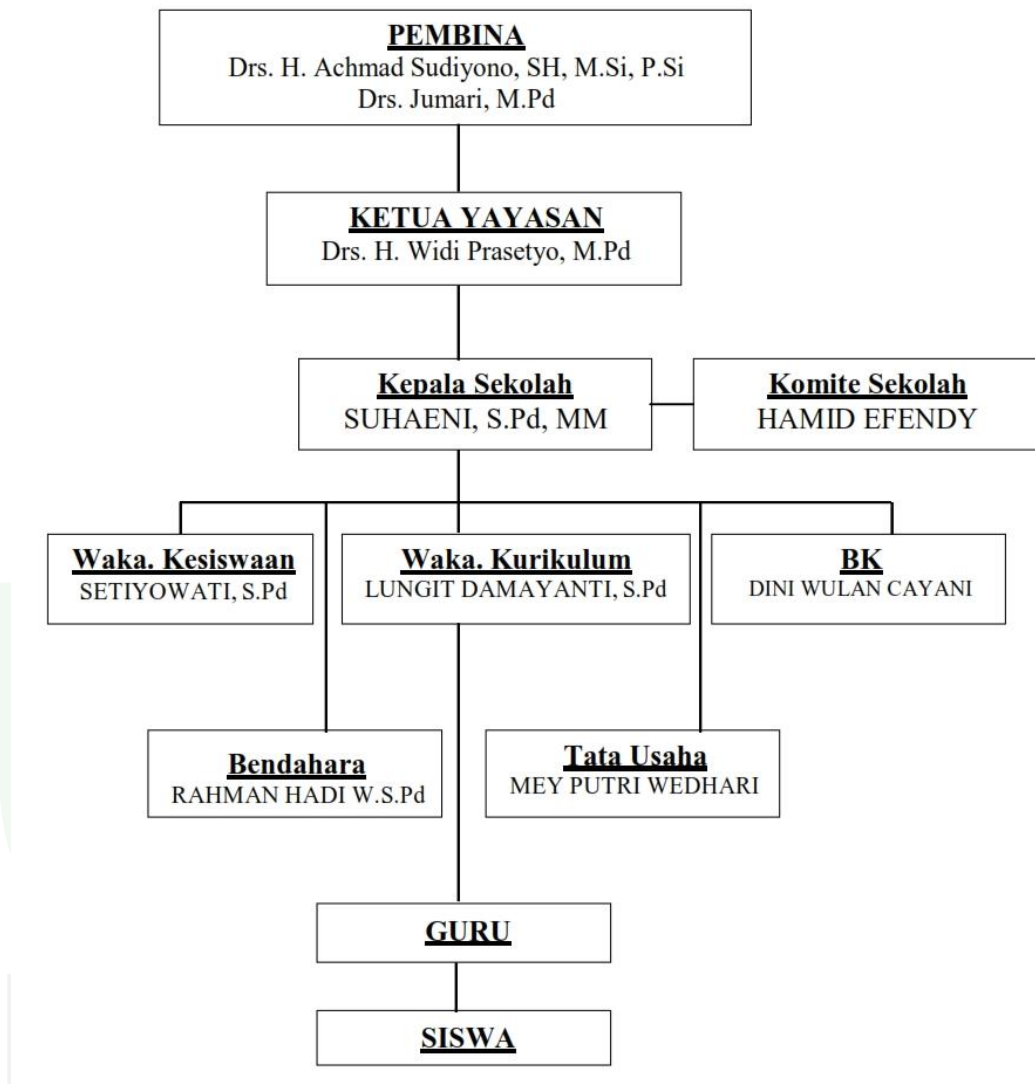 PEMBINA
Drs. H. Achmad Sudiyono, SH, M.Si, P.Si
Drs. Jumari, M.Pd
KETUA YAYASAN
Drs. H. Widi Prasetyo, M.Pd
Kepala Sekolah
SUHAENI, S.Pd, MM
Komite Sekolah
HAMID EFENDY
Waka. Kesiswaan
SETIYOWATI, S.Pd
Waka. Kurikulum
LUNGIT DAMAYANTI, S.Pd
BK
DINI WULAN CAYANI
Bendahara
RAHMAN HADI W.S.Pd
Tata Usaha
MEY PUTRI WEDHARI
GURU
SISWA